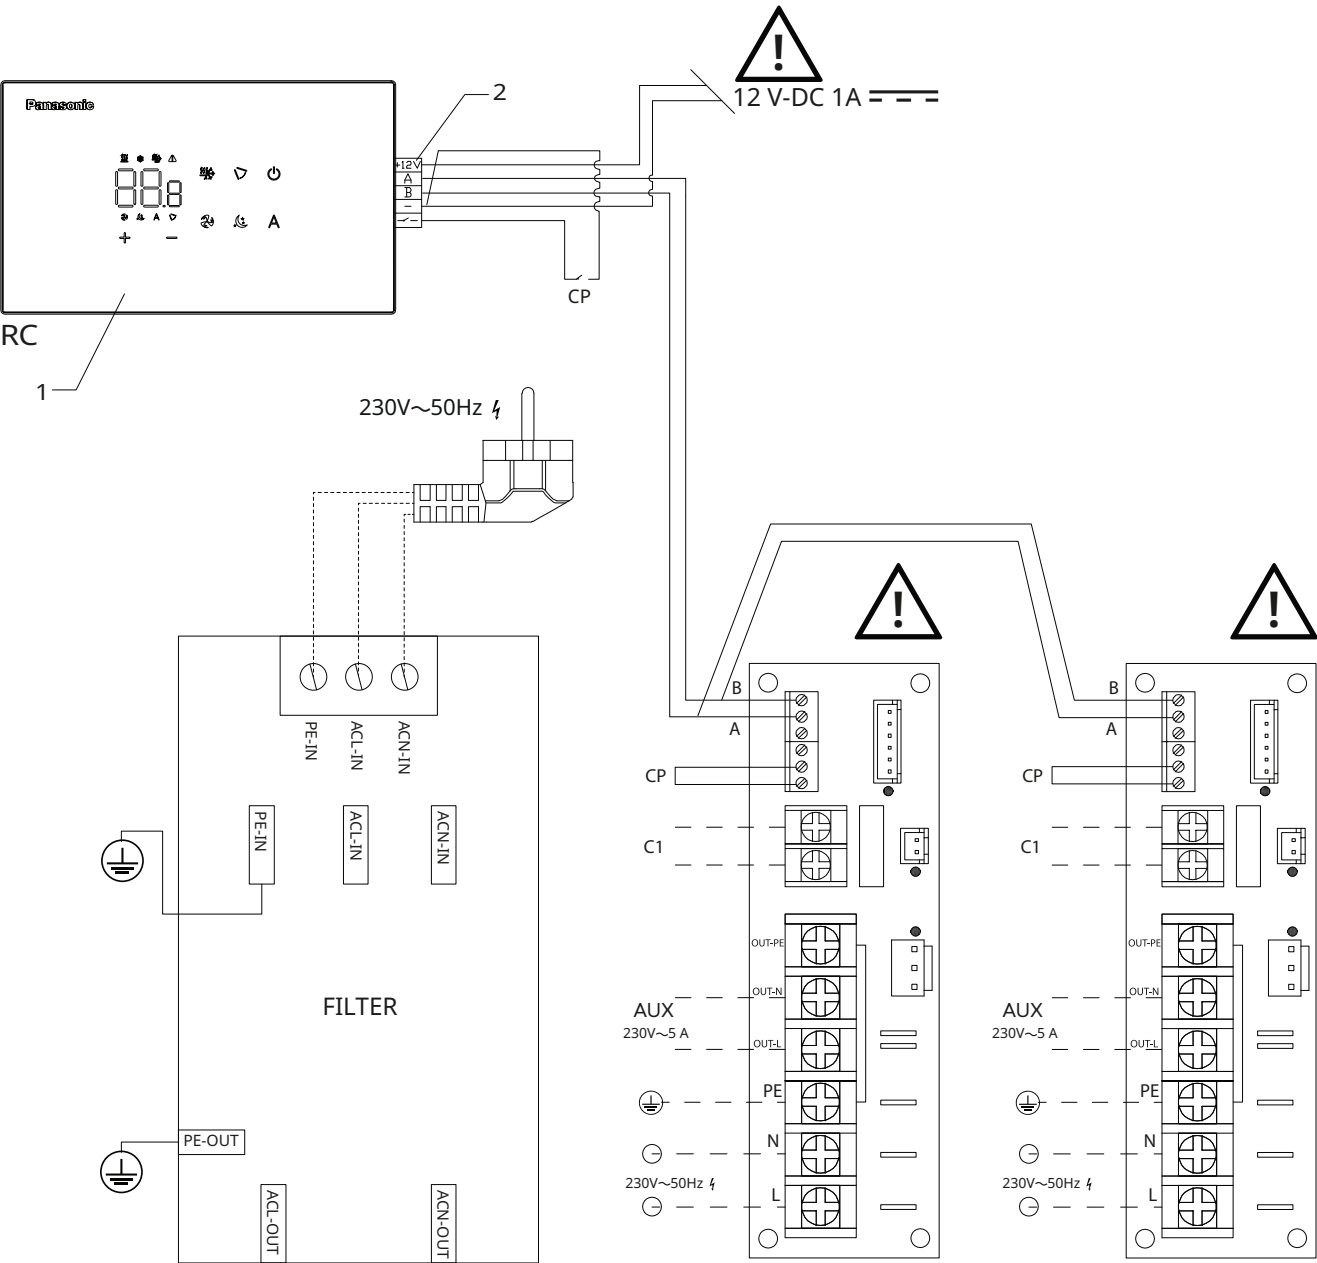 Panasonic
88.8
A
A
+ −
+12V
A
B
−
2
12 V-DC 1A
CP
RC
1
230V～50Hz
PE-IN
ACL-IN
ACN-IN
PE-IN
ACL-IN
ACN-IN
FILTER
PE-OUT
ACL-OUT
ACN-OUT
B
A
CP
C1
OUT-PE
OUT-N
AUX
230V～5 A
OUT-L
PE
N
230V～50Hz
L
B
A
CP
C1
OUT-PE
OUT-N
AUX
230V～5 A
OUT-L
PE
N
230V～50Hz
L